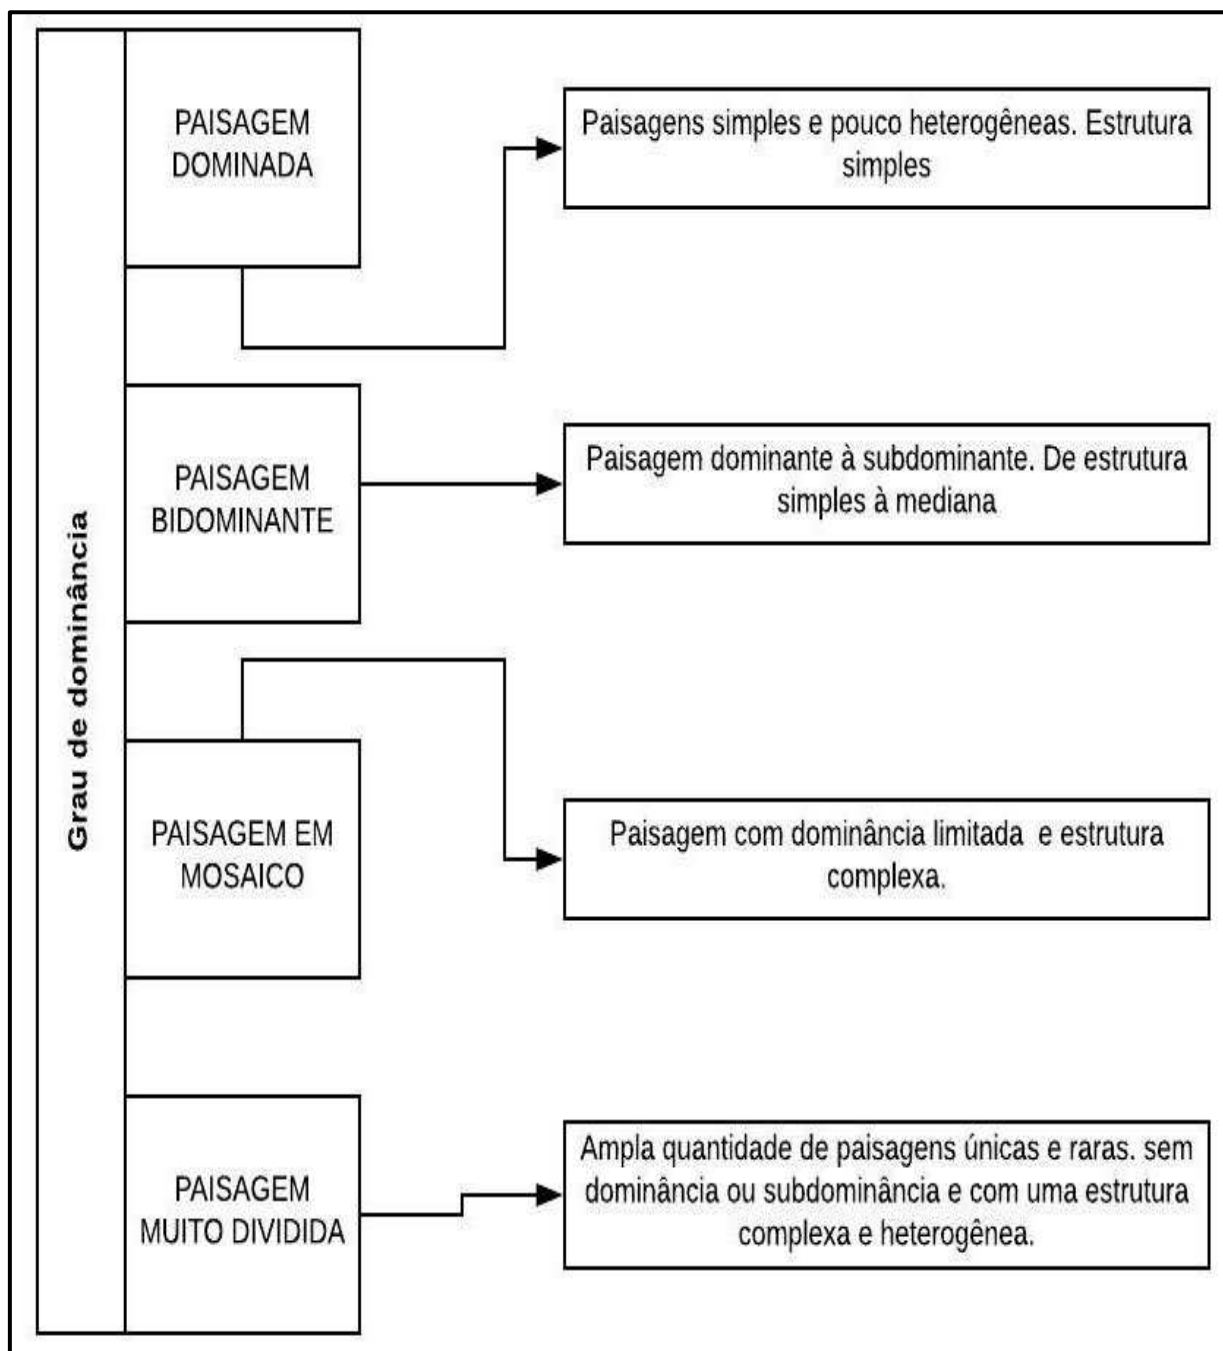 Grau de dominância
PAISAGEM
DOMINADA
Paisagens simples e pouco heterogêneas. Estrutura
simples
PAISAGEM
BIDOMINANTE
Paisagem dominante à subdominante. De estrutura
simples à mediana
PAISAGEM EM
MOSAICO
Paisagem com dominância limitada e estrutura
complexa.
PAISAGEM
MUITO DIVIDIDA
Ampla quantidade de paisagens únicas e raras. sem
dominância ou subdominância e com uma estrutura
complexa e heterogênea.